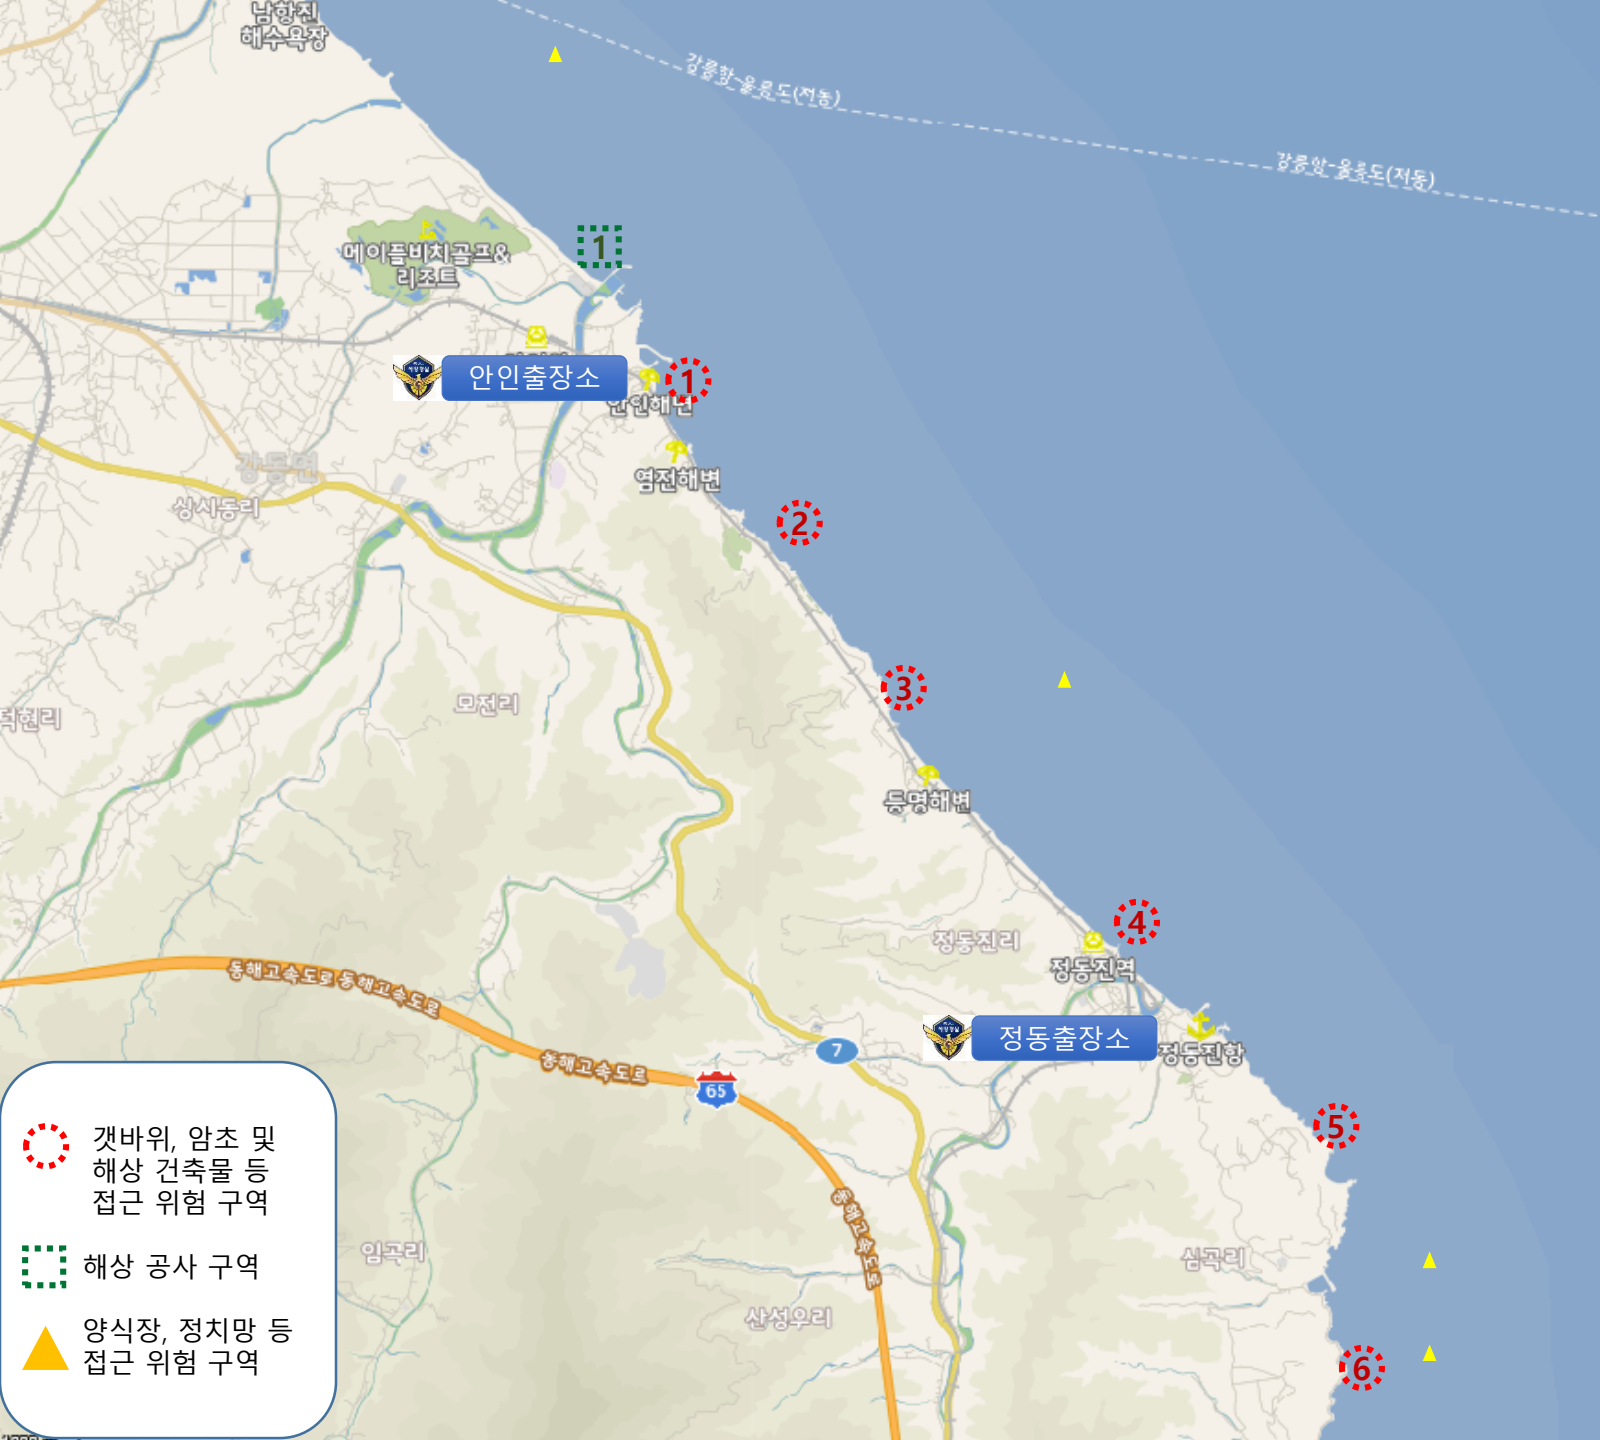 남항진
해수욕장
강릉항-울릉도(저동)
강릉항-울릉도(저동)
1
메이플비치골프&
리조트
안인출장소
1
안인해변
염전해변
강동면
상시동리
2
덕현리
모전리
3
등명해변
4
정동진리
정동진역
동해고속도로 동해고속도로
정동출장소
정동진항
7
동해고속도로
65
5
갯바위, 암초 및
해상 건축물 등
접근 위험 구역
동해고속도로
임곡리
심곡리
해상 공사 구역
산성우리
양식장, 정치망 등
접근 위험 구역
6